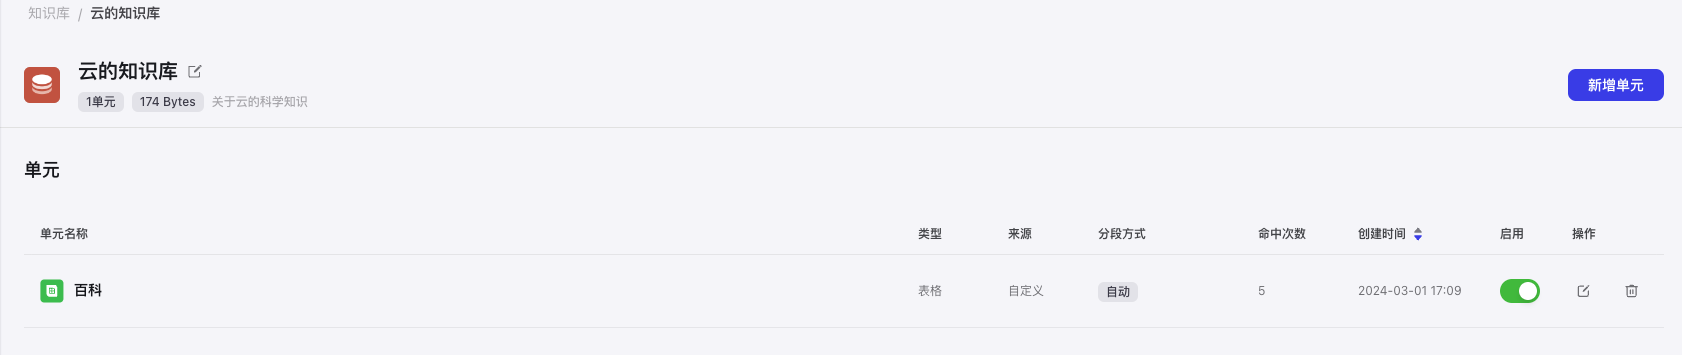 知识库 / 云的知识库
云的知识库
1单元 174 Bytes 关于云的科学知识
新增单元
单元
单元名称 类型 来源 分段方式 命中次数 创建时间 启用 操作
百科 表格 自定义 自动 5 2024-03-01 17:09